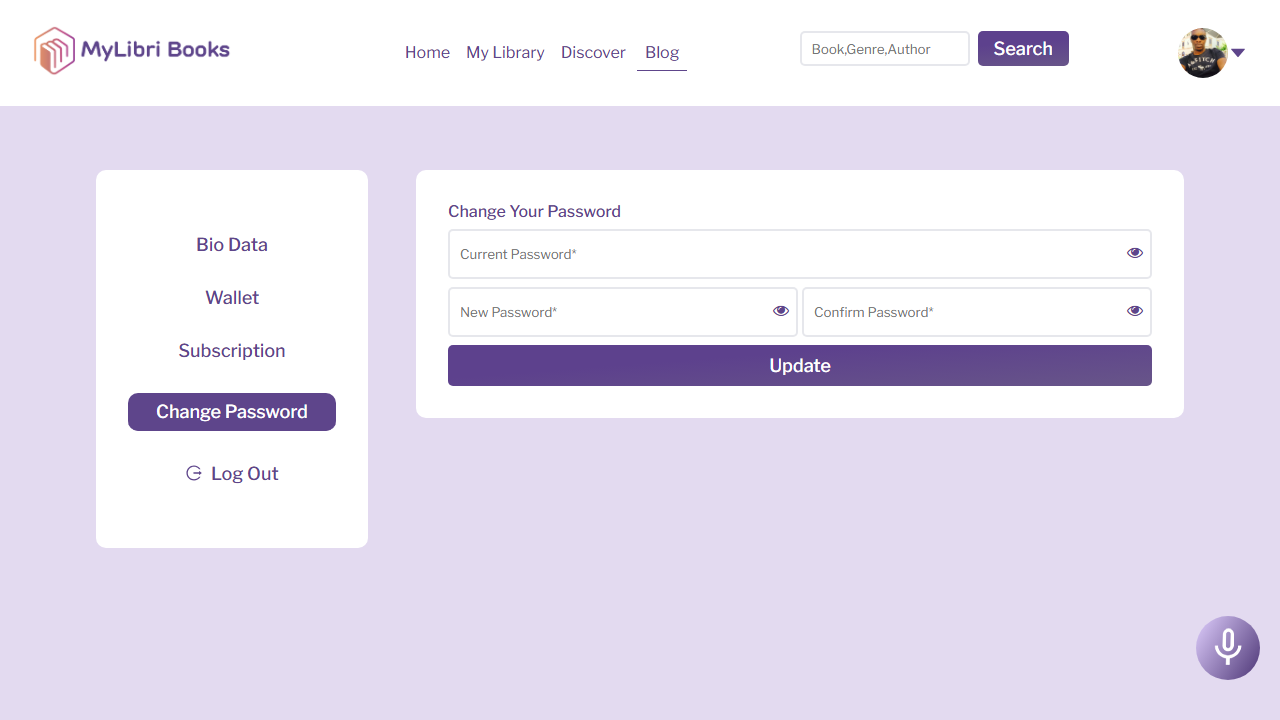 MyLibri Books
Home My Library Discover Blog
Book,Genre,Author
Search
Bio Data
Wallet
Subscription
Change Password
Log Out
Change Your Password
Current Password*
New Password*
Confirm Password*
Update